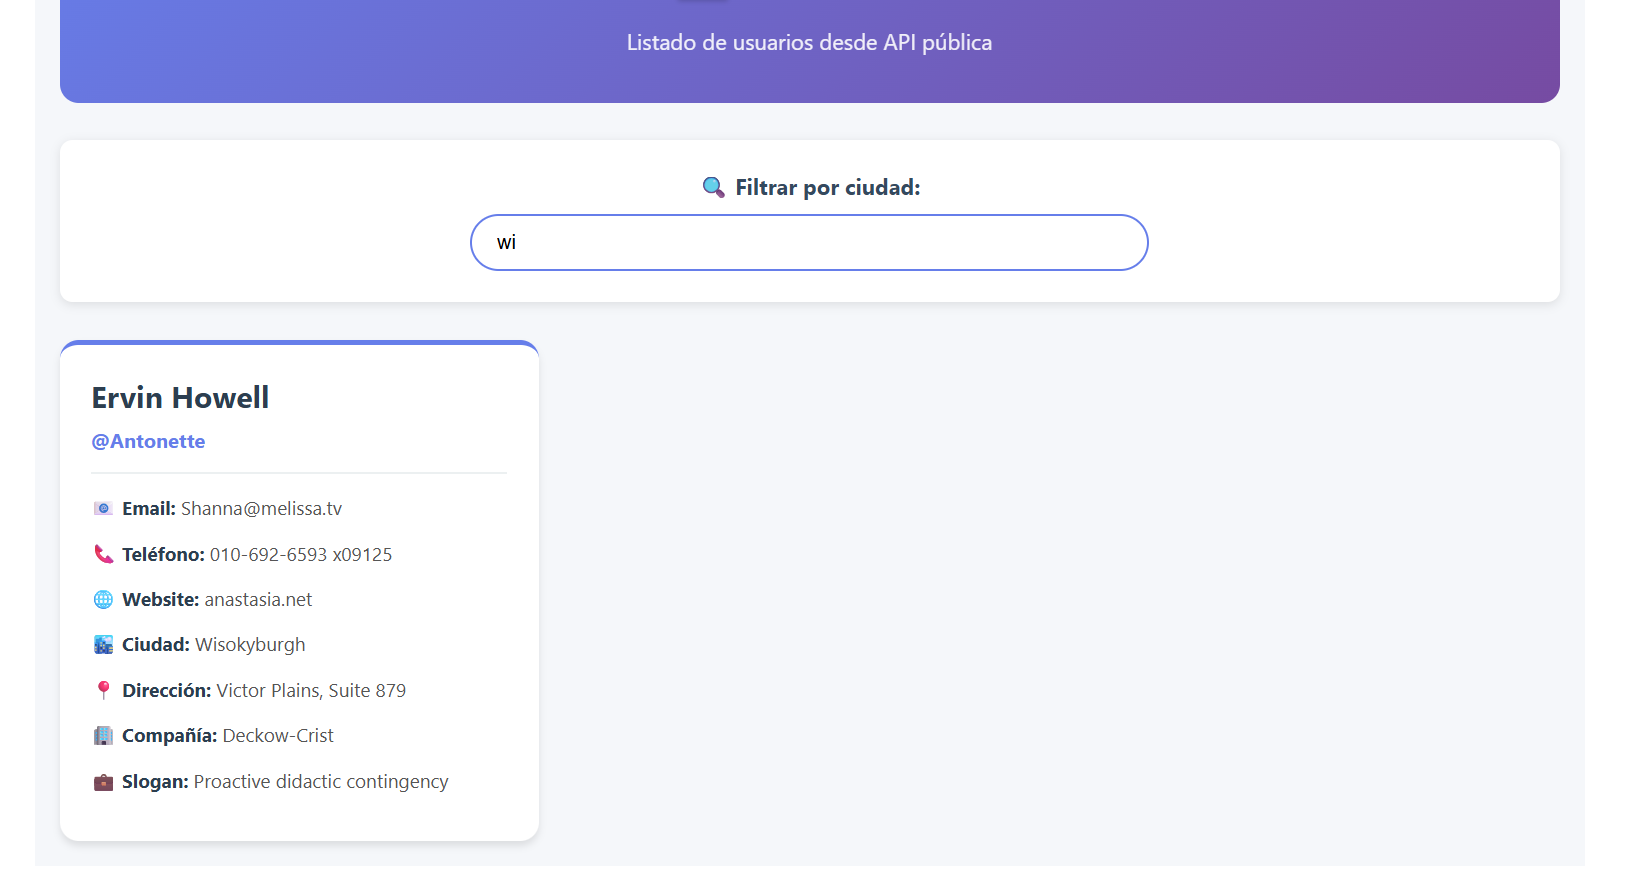 Listado de usuarios desde API pública
Filtrar por ciudad:
wi
Ervin Howell
@Antonette
Email: Shanna@melissa.tv
Teléfono: 010-692-6593 x09125
Website: anastasia.net
Ciudad: Wisokyburgh
Dirección: Victor Plains, Suite 879
Compañía: Deckow-Crist
Slogan: Proactive didactic contingency